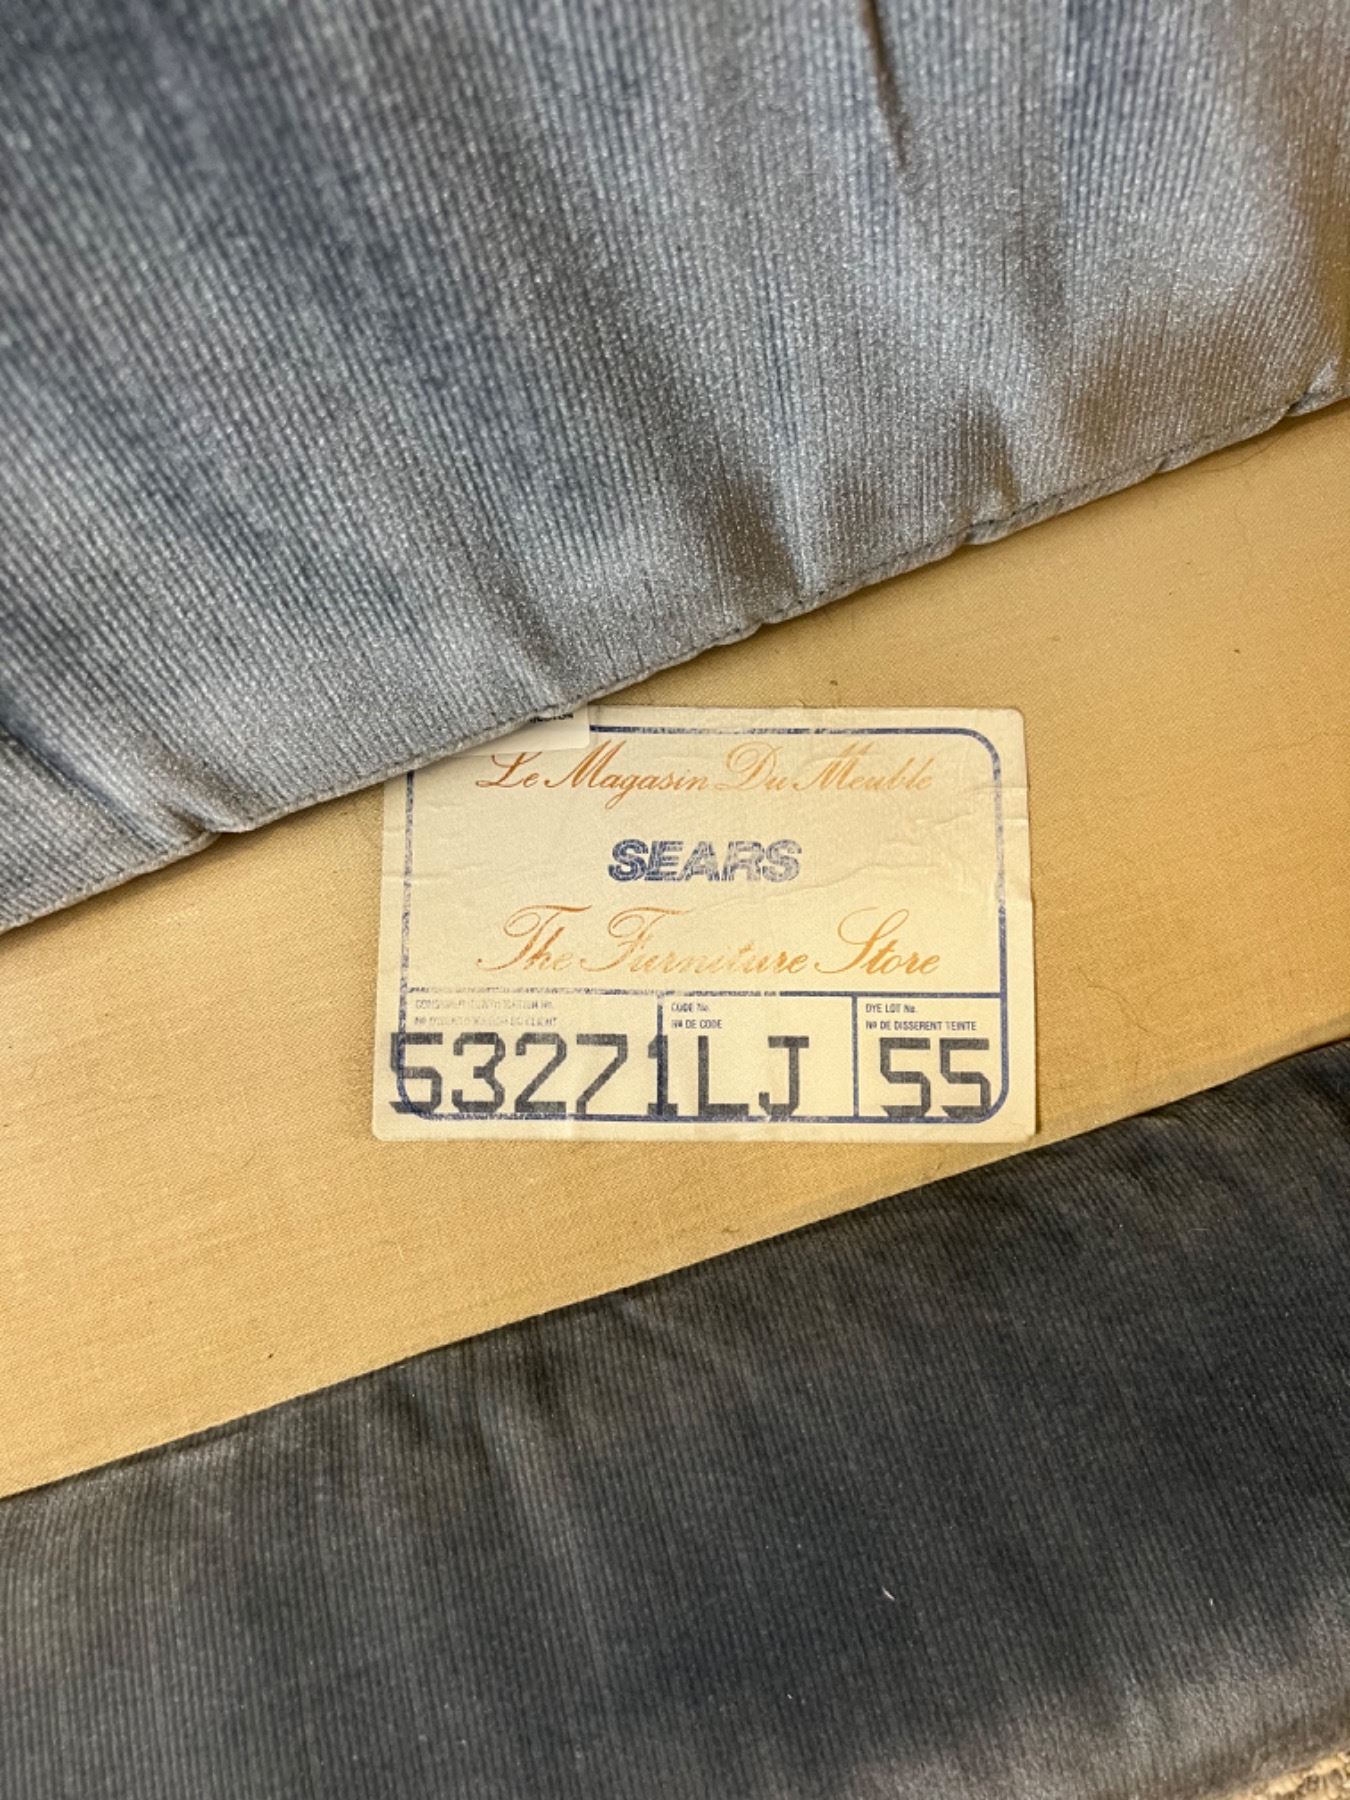 Le Magasin Du Meuble
SEARS
The Furniture Store
CODE No.
Nº DE CODE
DYE LOT No.
Nº DE DISSERENT TEINTE
53271LJ 55